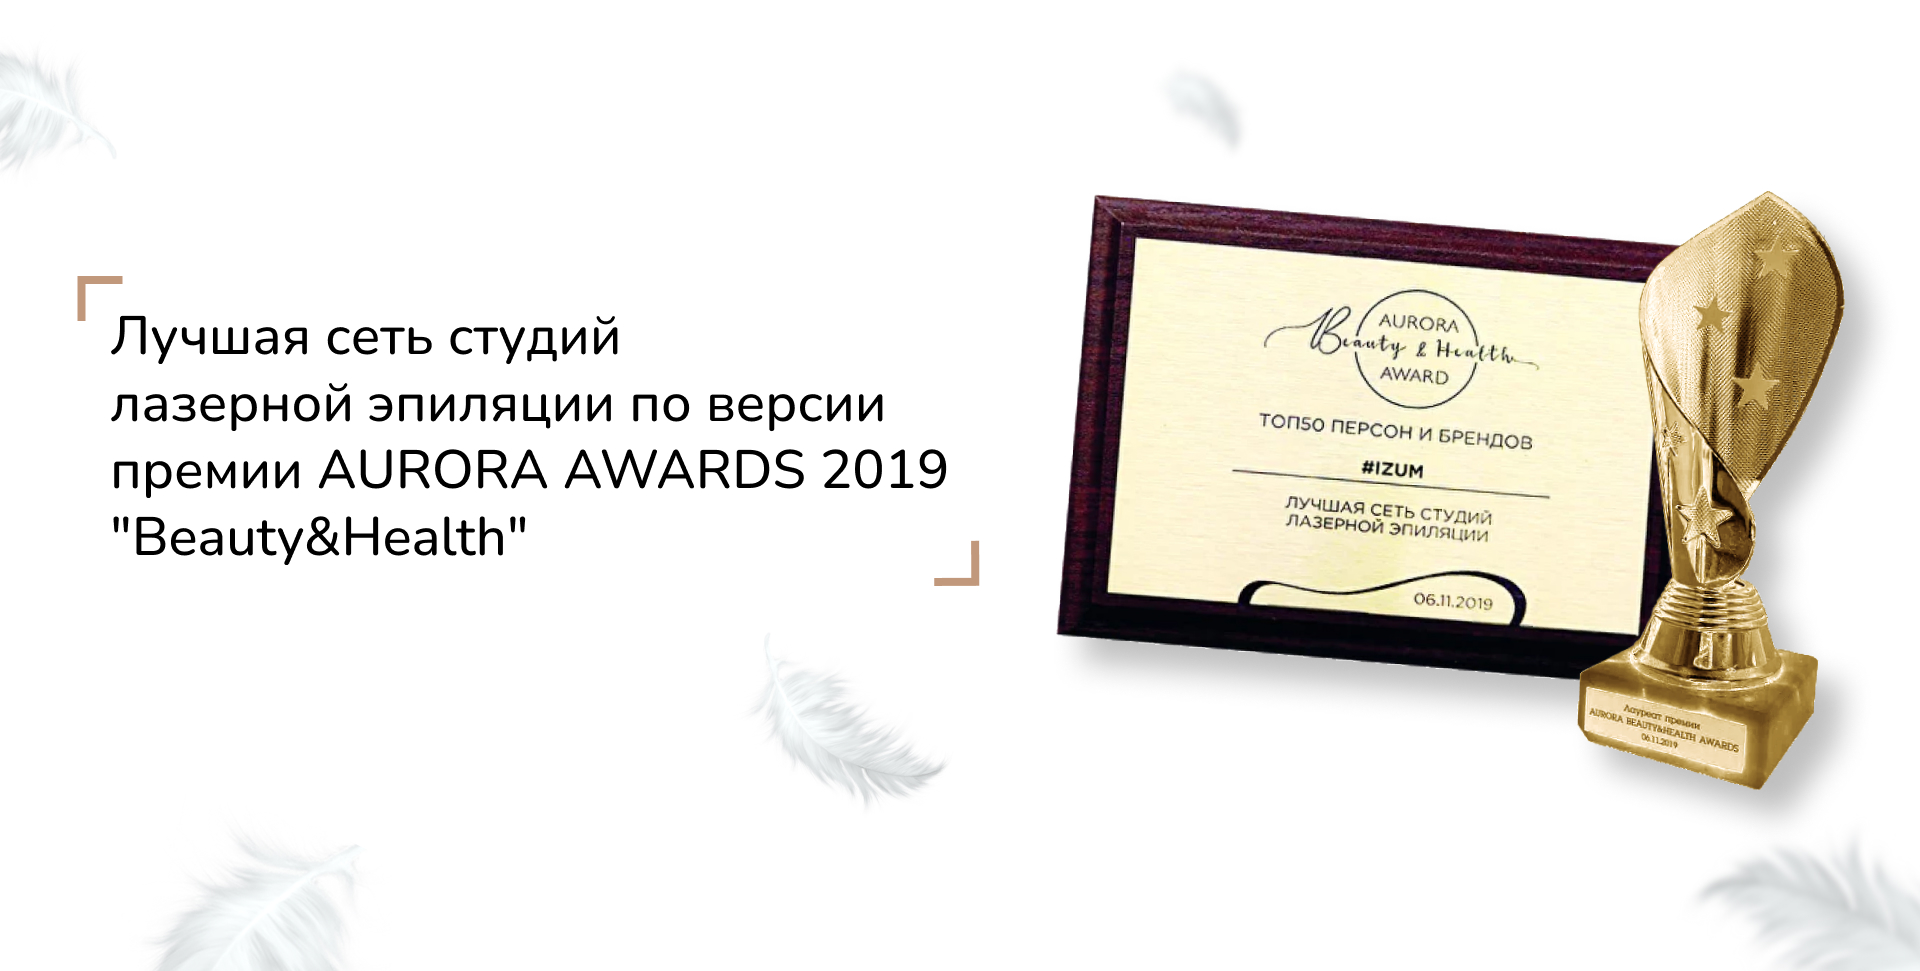 Лучшая сеть студий
лазерной эпиляции по версии
премии AURORA AWARDS 2019
"Beauty&Health"
AURORA
Beauty & Health
AWARD
ТОП50 ПЕРСОН И БРЕНДОВ
#IZUM
ЛУЧШАЯ СЕТЬ СТУДИЙ
ЛАЗЕРНОЙ ЭПИЛЯЦИИ
06.11.2019
Лауреат премии
AURORA BEAUTY&HEALTH AWARDS
06.11.2019